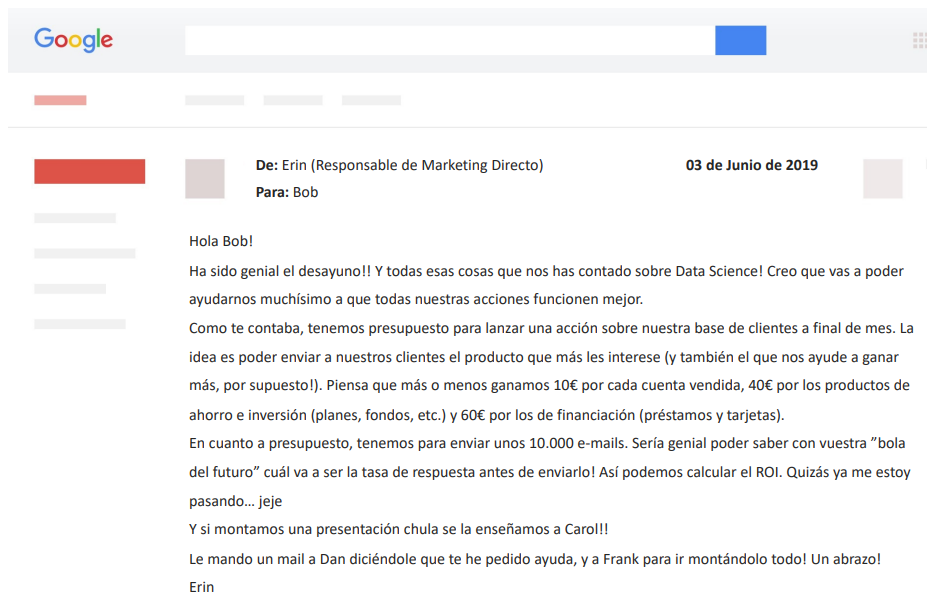 Google
De: Erin (Responsable de Marketing Directo) 03 de Junio de 2019
Para: Bob
Hola Bob!
Ha sido genial el desayuno!! Y todas esas cosas que nos has contado sobre Data Science! Creo que vas a poder
ayudarnos muchísimo a que todas nuestras acciones funcionen mejor.
Como te contaba, tenemos presupuesto para lanzar una acción sobre nuestra base de clientes a final de mes. La
idea es poder enviar a nuestros clientes el producto que más les interese (y también el que nos ayude a ganar
más, por supuesto!). Piensa que más o menos ganamos 10€ por cada cuenta vendida, 40€ por los productos de
ahorro e inversión (planes, fondos, etc.) y 60€ por los de financiación (préstamos y tarjetas).
En cuanto a presupuesto, tenemos para enviar unos 10.000 e-mails. Sería genial poder saber con vuestra ”bola
del futuro” cuál va a ser la tasa de respuesta antes de enviarlo! Así podemos calcular el ROI. Quizás ya me estoy
pasando… jeje
Y si montamos una presentación chula se la enseñamos a Carol!!
Le mando un mail a Dan diciéndole que te he pedido ayuda, y a Frank para ir montándolo todo! Un abrazo!
Erin